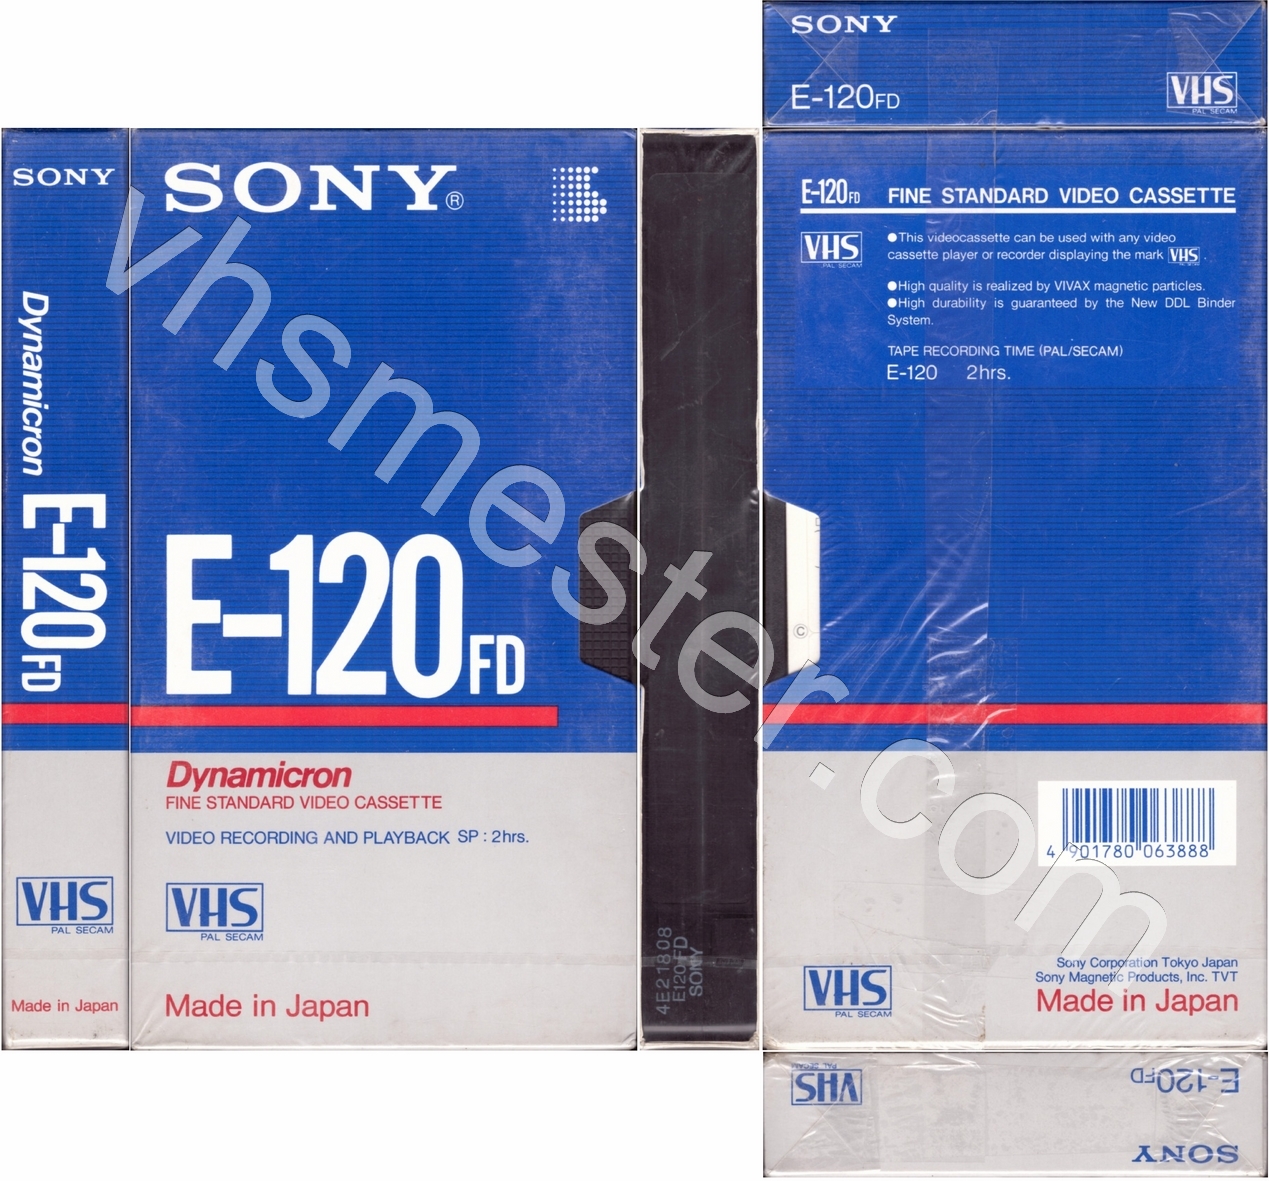 SONY
E-120FD
VHS
PAL SECAM
SONY
Dynamicron
E-120FD
VHS
PAL SECAM
Made in Japan
SONY®
E-120FD
Dynamicron
FINE STANDARD VIDEO CASSETTE
VIDEO RECORDING AND PLAYBACK SP : 2hrs.
VHS
PAL SECAM
Made in Japan
4E21808
E120FD
SONY
E-120FD FINE STANDARD VIDEO CASSETTE
VHS
PAL SECAM
●This videocassette can be used with any video
cassette player or recorder displaying the mark VHS .
●High quality is realized by VIVAX magnetic particles.
●High durability is guaranteed by the New DDL Binder
System.
TAPE RECORDING TIME (PAL/SECAM)
E-120 2hrs.
©
4 901780 063888
Sony Corporation Tokyo Japan
Sony Magnetic Products, Inc. TVT
Made in Japan
VHS
PAL SECAM
SONY
E-120FD
VHS
PAL SECAM
vhsmester.com